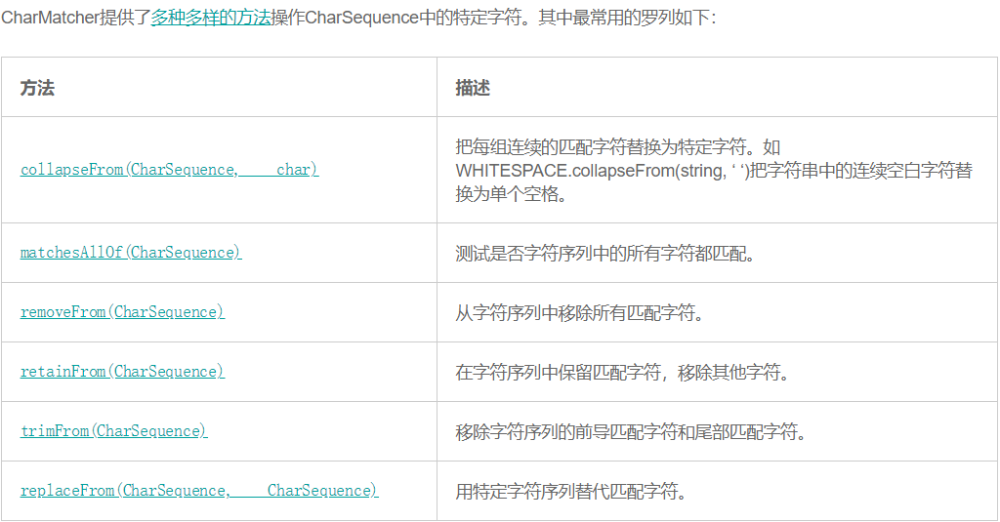 CharMatcher提供了多种多样的方法操作CharSequence中的特定字符。其中最常用的罗列如下：
方法 描述
collapseFrom(CharSequence, char) 把每组连续的匹配字符替换为特定字符。如
WHITESPACE.collapseFrom(string, ‘ ‘)把字符串中的连续空白字符替
换为单个空格。
matchesAllOf(CharSequence) 测试是否字符序列中的所有字符都匹配。
removeFrom(CharSequence) 从字符序列中移除所有匹配字符。
retainFrom(CharSequence) 在字符序列中保留匹配字符，移除其他字符。
trimFrom(CharSequence) 移除字符序列的前导匹配字符和尾部匹配字符。
replaceFrom(CharSequence, CharSequence) 用特定字符序列替代匹配字符。